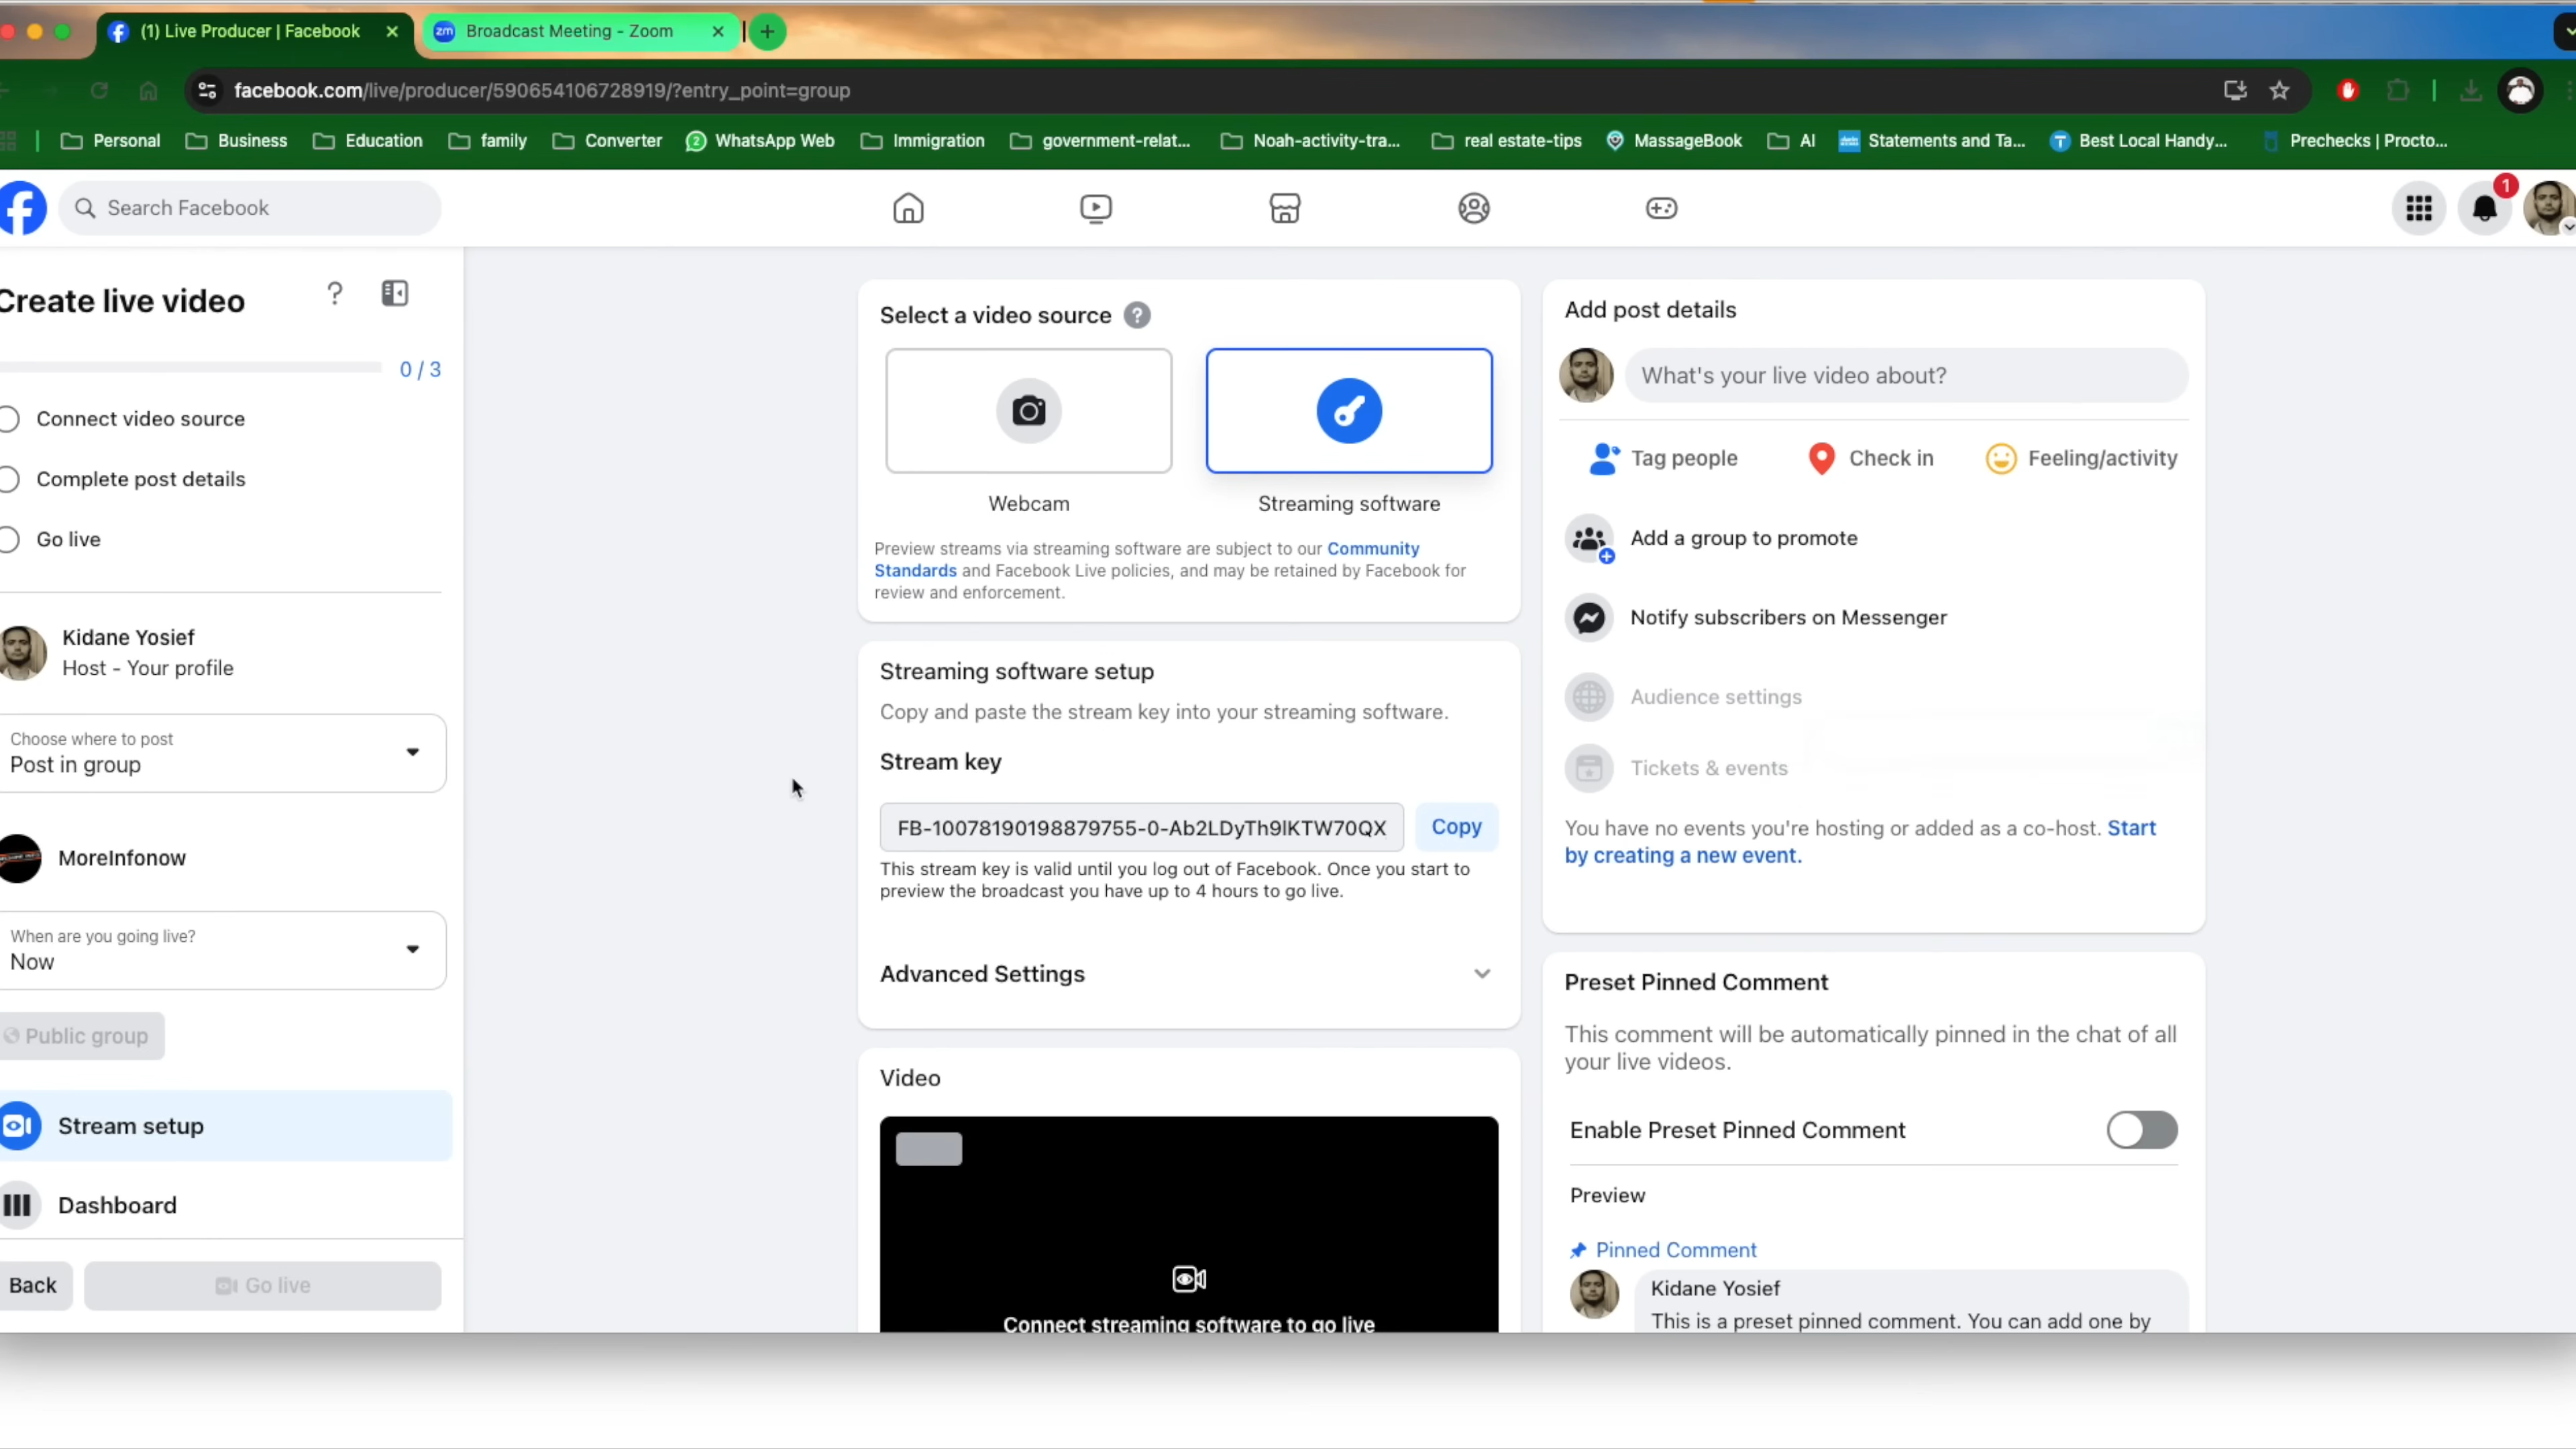 (1) Live Producer | Facebook
zm Broadcast Meeting - Zoom
facebook.com/live/producer/590654106728919/?entry_point=group
Personal
Business
Education
family
Converter
2 WhatsApp Web
Immigration
government-relat...
Noah-activity-tra...
real estate-tips
MassageBook
AI
Statements and Ta...
Best Local Handy...
Prechecks | Procto...
Search Facebook
1
Create live video
0 / 3
Connect video source
Complete post details
Go live
Kidane Yosief
Host - Your profile
Choose where to post
Post in group
MoreInfonow
When are you going live?
Now
Public group
Stream setup
Dashboard
Back
Go live
Select a video source
Webcam
Streaming software
Preview streams via streaming software are subject to our Community
Standards and Facebook Live policies, and may be retained by Facebook for
review and enforcement.
Streaming software setup
Copy and paste the stream key into your streaming software.
Stream key
FB-10078190198879755-0-Ab2LDyTh9lKTW70QX
Copy
This stream key is valid until you log out of Facebook. Once you start to
preview the broadcast you have up to 4 hours to go live.
Advanced Settings
Video
Connect streaming software to go live
Add post details
What's your live video about?
Tag people
Check in
Feeling/activity
Add a group to promote
Notify subscribers on Messenger
Audience settings
Tickets & events
You have no events you're hosting or added as a co-host. Start
by creating a new event.
Preset Pinned Comment
This comment will be automatically pinned in the chat of all
your live videos.
Enable Preset Pinned Comment
Preview
Pinned Comment
Kidane Yosief
This is a preset pinned comment. You can add one by